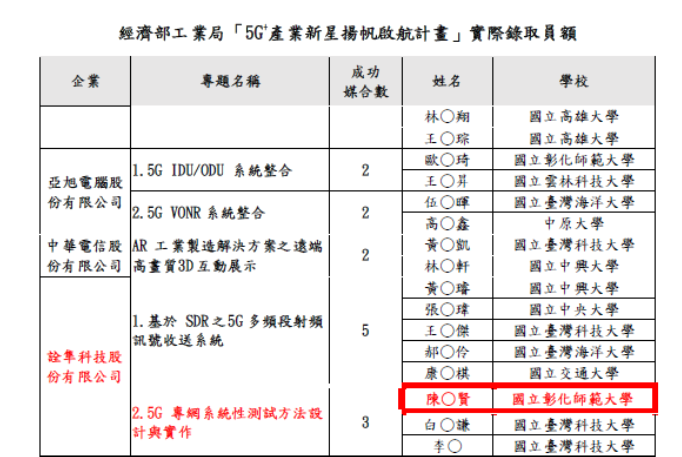 經濟部工業局「5G⁺產業新星揚帆啟航計畫」實際錄取員額
企業 專題名稱 成功媒合數 姓名 學校
林○翔 國立高雄大學
王○琮 國立高雄大學
亞旭電腦股份有限公司 1.5G IDU/ODU 系統整合 2 歐○琦 國立彰化師範大學
王○昇 國立雲林科技大學
2.5G VONR 系統整合 2 伍○暉 國立臺灣海洋大學
高○鑫 中原大學
中華電信股份有限公司 AR 工業製造解決方案之遠端高畫質3D互動展示 2 黃○凱 國立臺灣科技大學
林○軒 國立中興大學
詮隼科技股份有限公司 1.基於 SDR之5G多頻段射頻訊號收送系統 5 黃○璿 國立中興大學
張○瑋 國立中央大學
王○傑 國立臺灣科技大學
郝○伶 國立臺灣海洋大學
康○棋 國立交通大學
2.5G 專網系統性測試方法設計與實作 3 陳○賢 國立彰化師範大學
白○謙 國立臺灣科技大學
李○ 國立臺灣科技大學